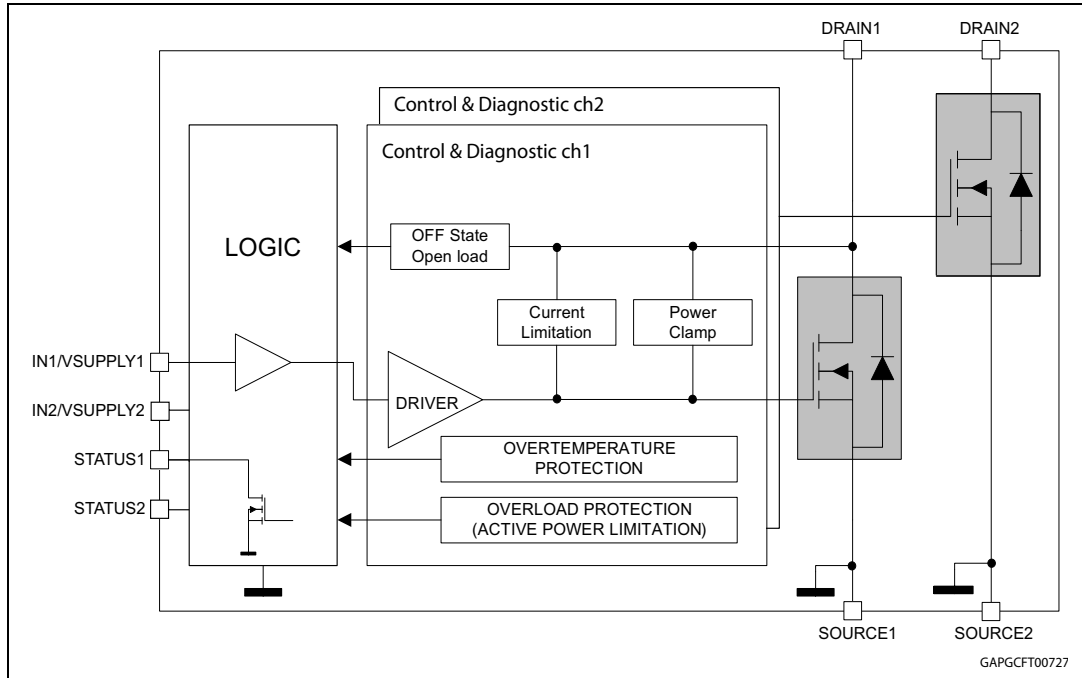 DRAIN1
DRAIN2
Control & Diagnostic ch2
Control & Diagnostic ch1
LOGIC
OFF State
Open load
Current
Limitation
Power
Clamp
IN1/VSUPPLY1
DRIVER
IN2/VSUPPLY2
STATUS1
OVERTEMPERATURE
PROTECTION
STATUS2
OVERLOAD PROTECTION
(ACTIVE POWER LIMITATION)
SOURCE1
SOURCE2
GAPGCFT00727